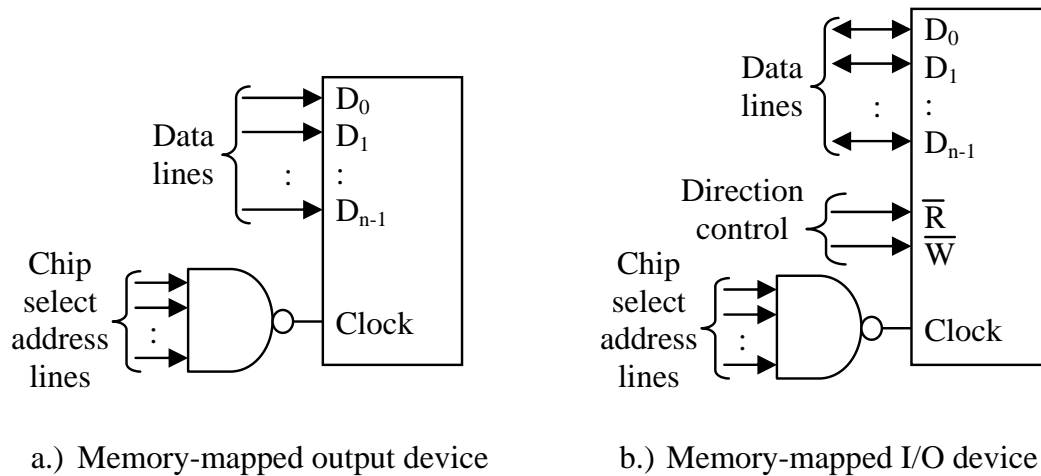 Data
lines
D₀
D₁
:
:
Dₙ₋₁
Chip
select
address
lines
:
Clock
a.) Memory-mapped output device
Data
lines
D₀
D₁
:
:
Dₙ₋₁
Direction
control
R̅
W̅
Chip
select
address
lines
:
Clock
b.) Memory-mapped I/O device